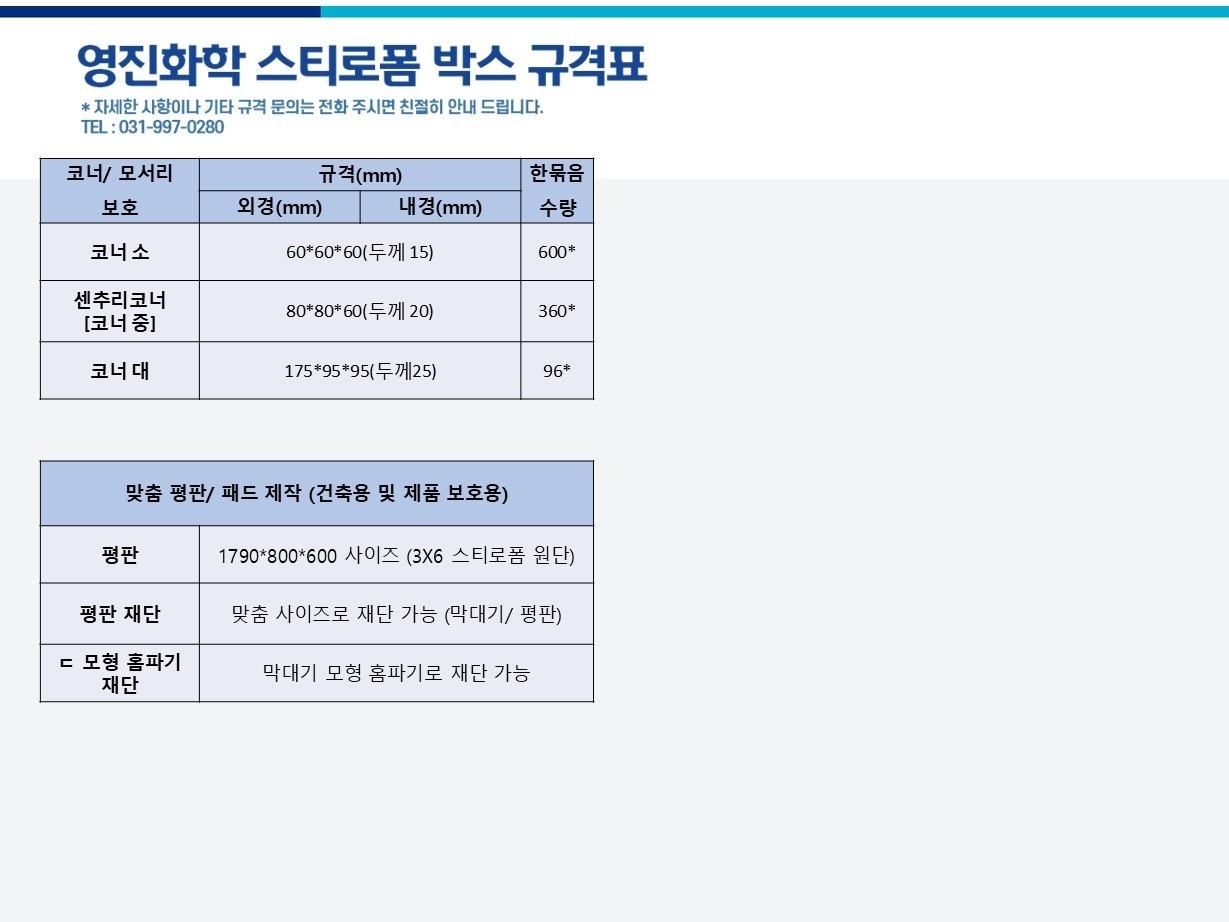 영진화학 스티로폼 박스 규격표
* 자세한 사항이나 기타 규격 문의는 전화 주시면 친절히 안내 드립니다.
TEL : 031-997-0280
코너/ 모서리 보호
규격(mm)
한묶음 수량
외경(mm)
내경(mm)
코너 소
60*60*60(두께 15)
600*
센추리코너
[코너 중]
80*80*60(두께 20)
360*
코너 대
175*95*95(두께25)
96*
맞춤 평판/ 패드 제작 (건축용 및 제품 보호용)
평판
1790*800*600 사이즈 (3X6 스티로폼 원단)
평판 재단
맞춤 사이즈로 재단 가능 (막대기/ 평판)
ㄷ 모형 홈파기
재단
막대기 모형 홈파기로 재단 가능